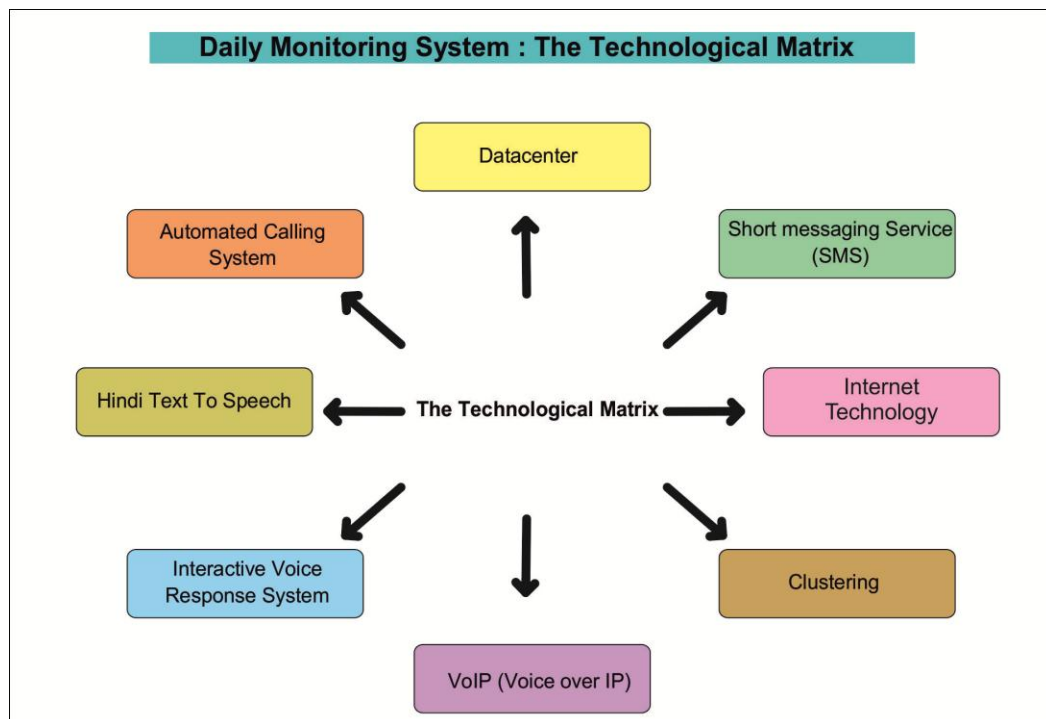 Daily Monitoring System : The Technological Matrix
Datacenter
Automated Calling
System
Short messaging Service
(SMS)
Hindi Text To Speech
The Technological Matrix
Internet
Technology
Interactive Voice
Response System
Clustering
VoIP (Voice over IP)